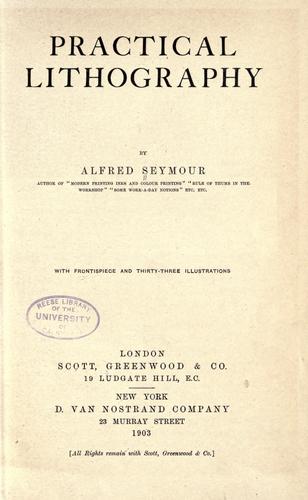 PRACTICAL
LITHOGRAPHY
BY
ALFRED SEYMOUR
AUTHOR OF "MODERN PRINTING INKS AND COLOUR PRINTING" "RULE OF THUMB IN THE
WORKSHOP" "SOME WORK-A-DAY NOTIONS" ETC. ETC.
WITH FRONTISPIECE AND THIRTY-THREE ILLUSTRATIONS
REESE LIBRARY
OF THE
UNIVERSITY
OF
LONDON
SCOTT, GREENWOOD & CO.
19 LUDGATE HILL, E.C.
NEW YORK
D. VAN NOSTRAND COMPANY
23 MURRAY STREET
1903
[All Rights remain with Scott, Greenwood & Co.]